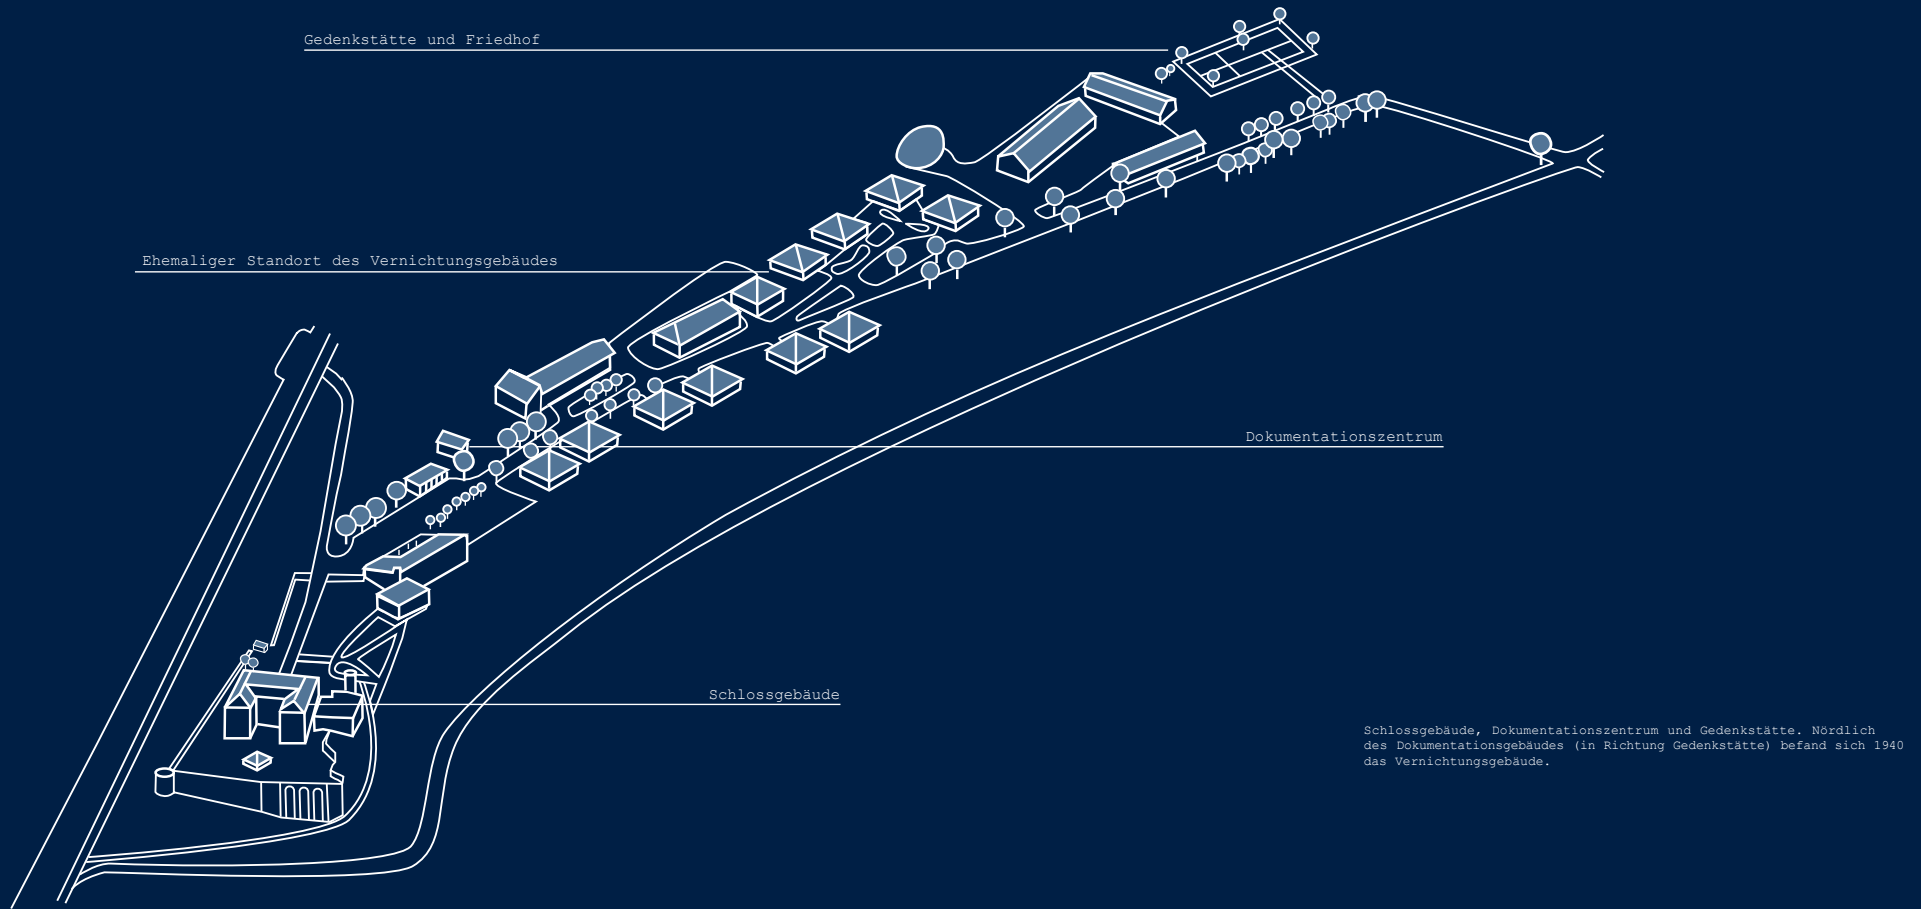 Gedenkstätte und Friedhof
Ehemaliger Standort des Vernichtungsgebäudes
Dokumentationszentrum
Schlossgebäude
Schlossgebäude, Dokumentationszentrum und Gedenkstätte. Nördlich
des Dokumentationsgebäudes (in Richtung Gedenkstätte) befand sich 1940
das Vernichtungsgebäude.